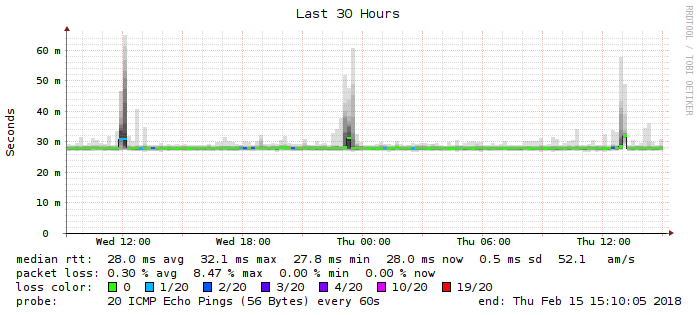 Last 30 Hours
RRDTOOL / TOBI OETIKER
Seconds
60 m
50 m
40 m
30 m
20 m
10 m
0
Wed 12:00 Wed 18:00 Thu 00:00 Thu 06:00 Thu 12:00
median rtt: 28.0 ms avg 32.1 ms max 27.8 ms min 28.0 ms now 0.5 ms sd 52.1 am/s
packet loss: 0.30 % avg 8.47 % max 0.00 % min 0.00 % now
loss color: 0 1/20 2/20 3/20 4/20 10/20 19/20
probe: 20 ICMP Echo Pings (56 Bytes) every 60s end: Thu Feb 15 15:10:05 2018